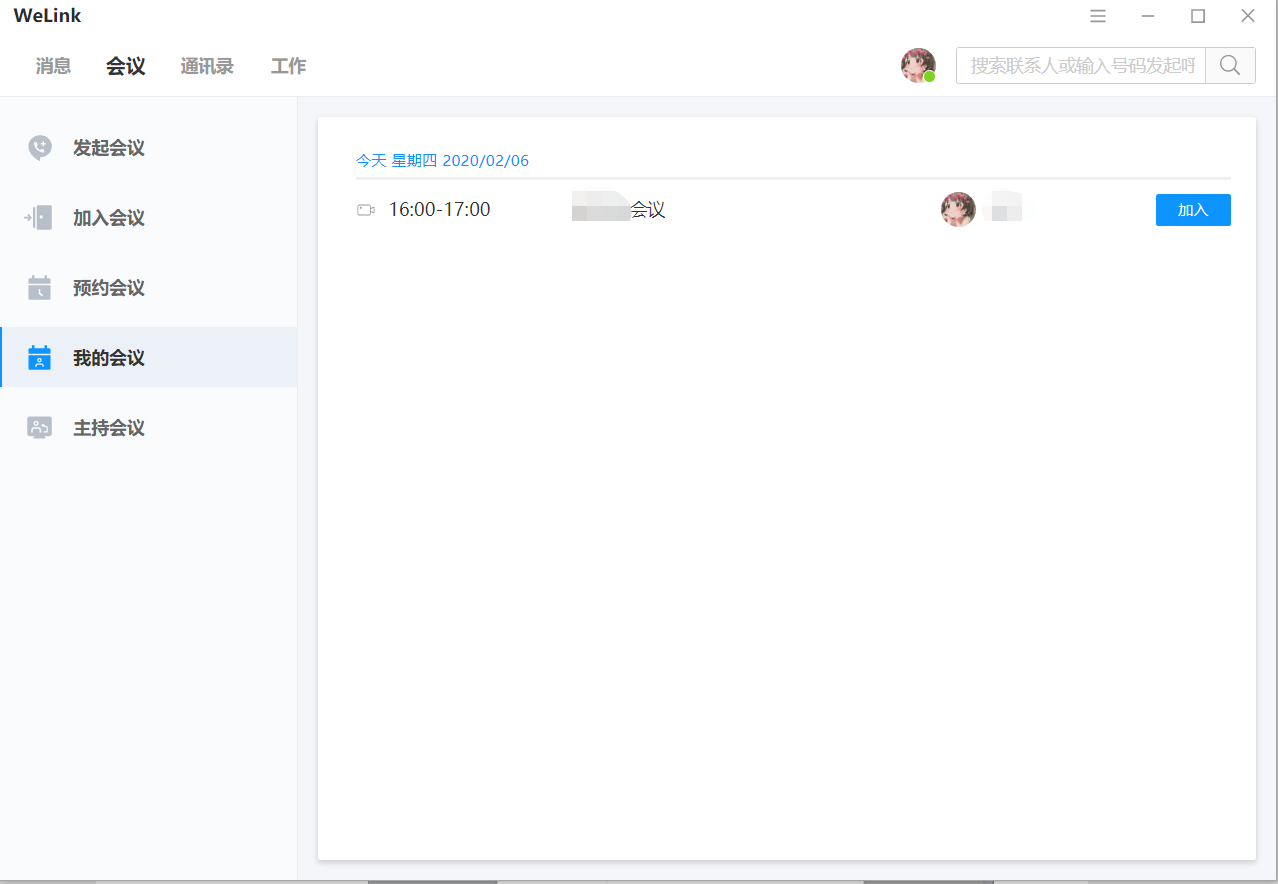 WeLink
消息 会议 通讯录 工作
搜索联系人或输入号码发起呼
发起会议
加入会议
预约会议
我的会议
主持会议
今天 星期四 2020/02/06
16:00-17:00 会议 加入